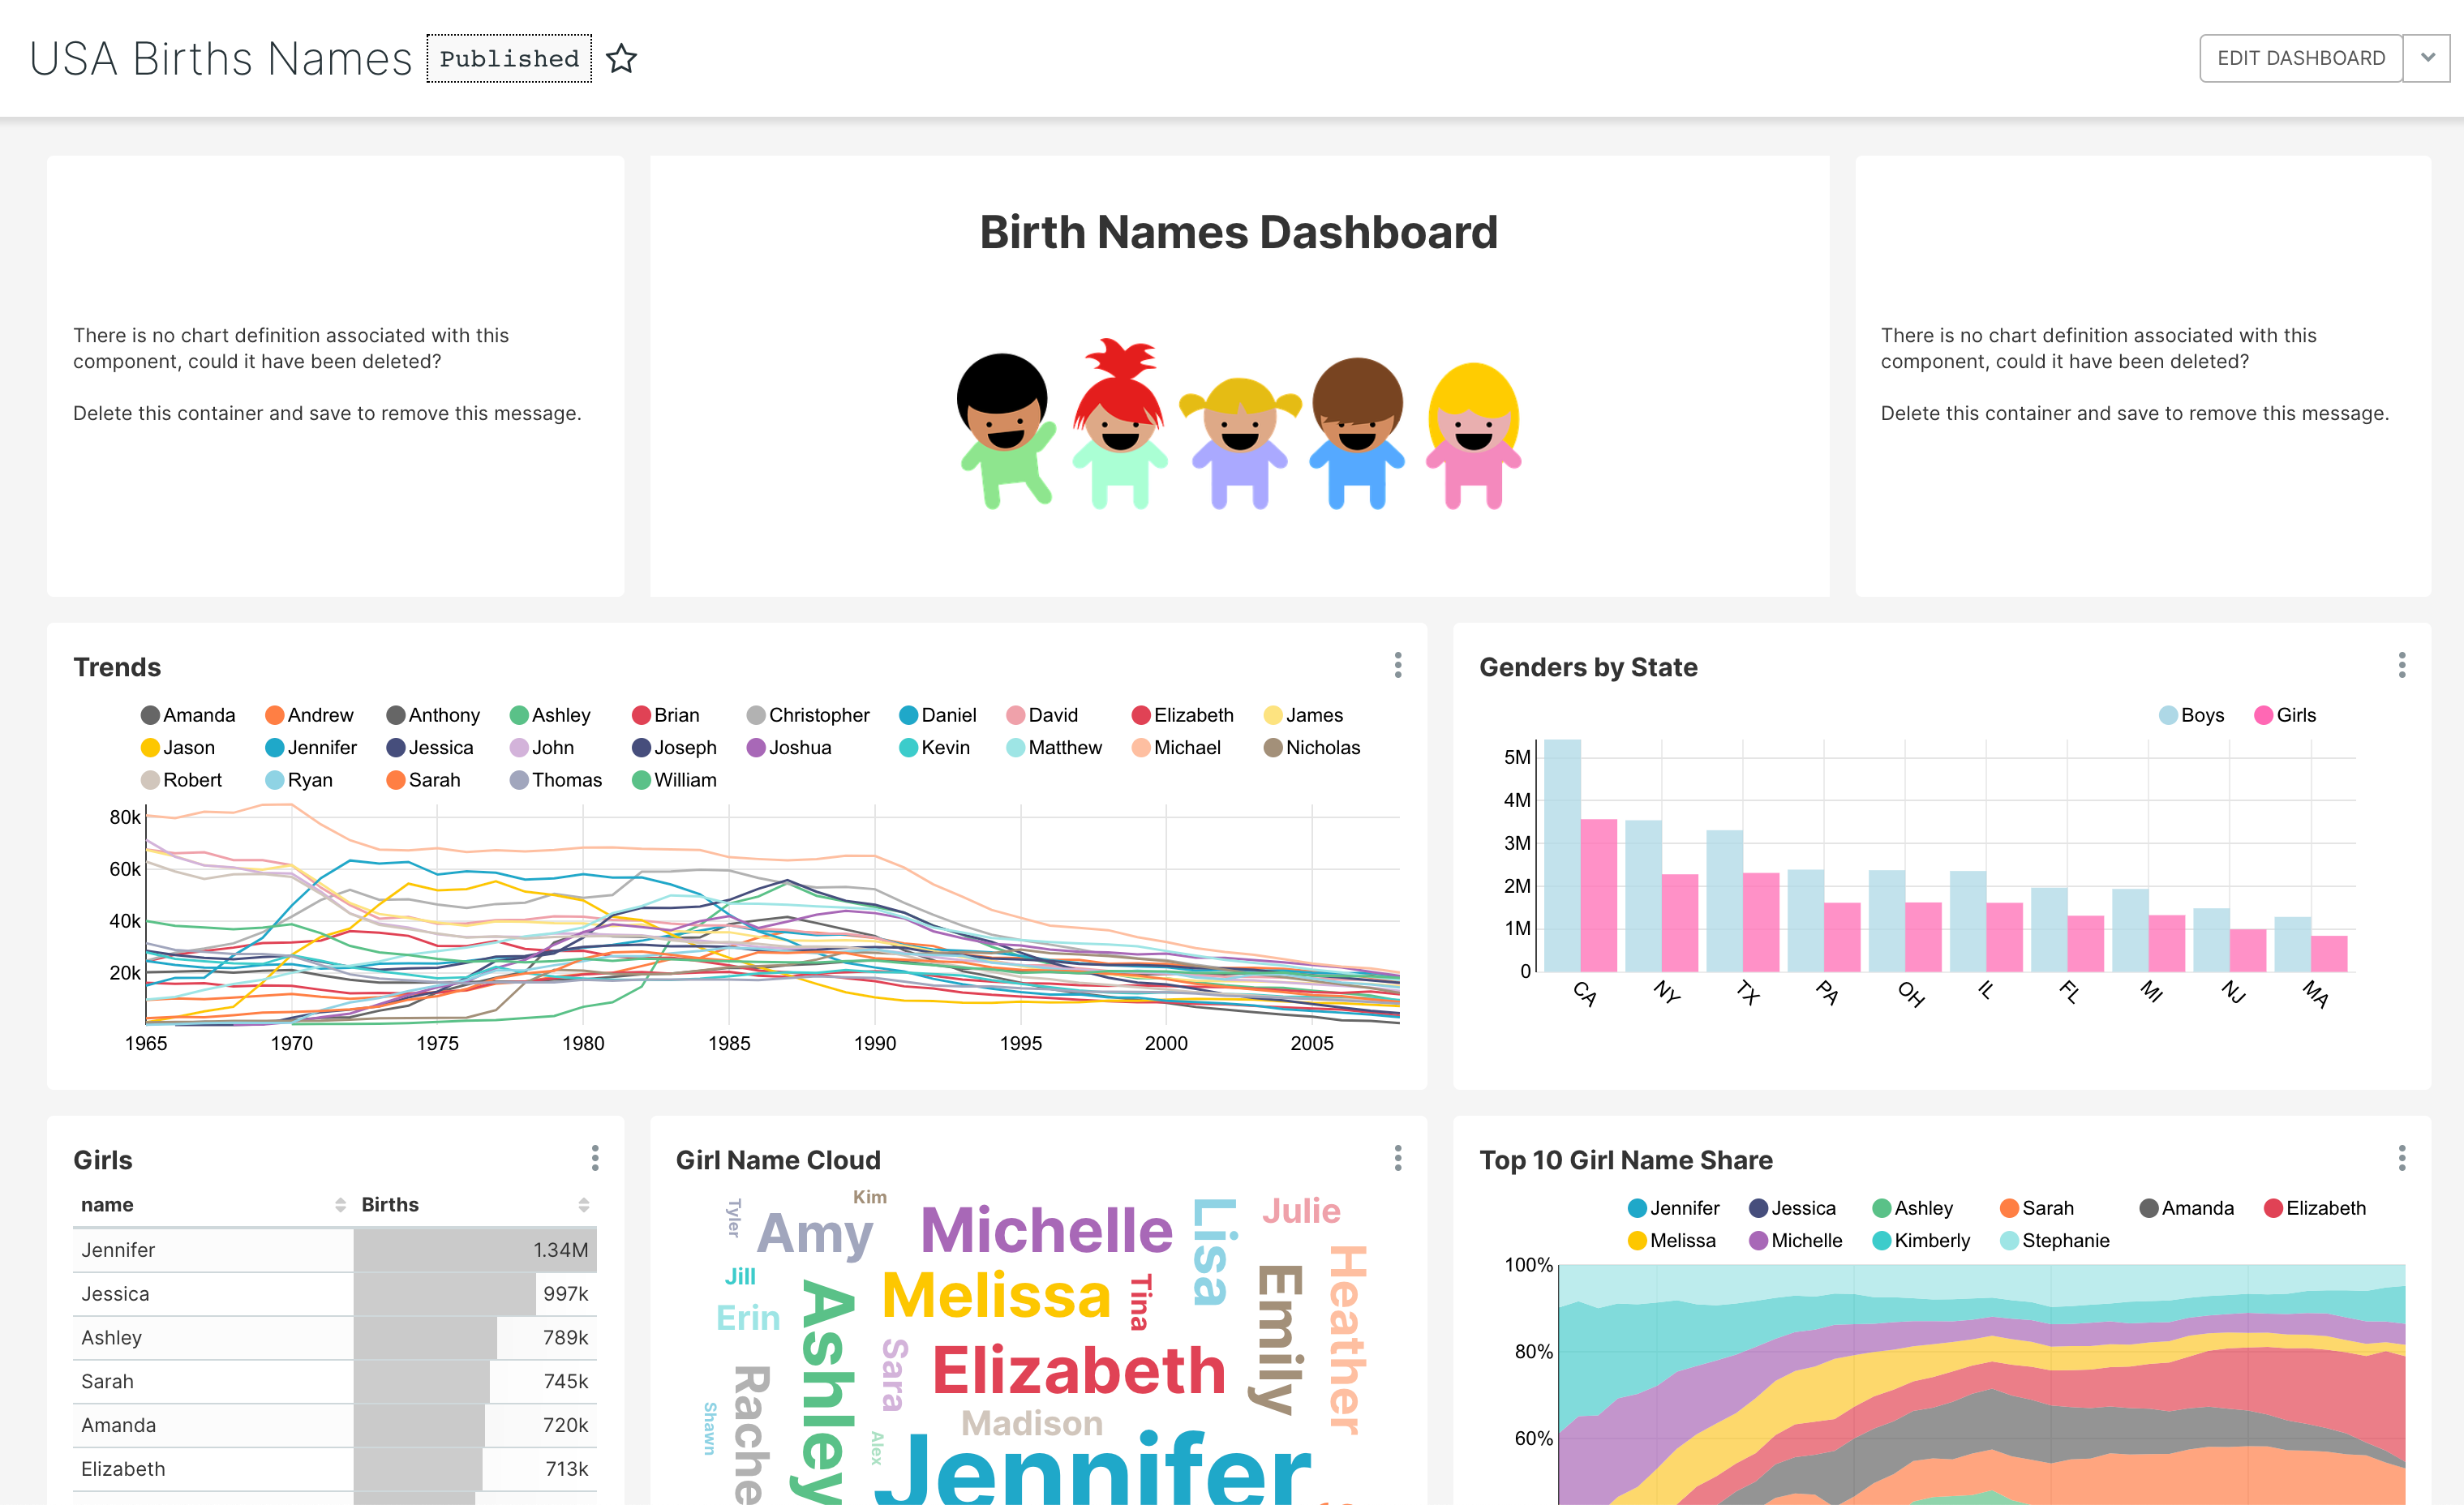 USA Births Names
Published
EDIT DASHBOARD
There is no chart definition associated with this
component, could it have been deleted?
Delete this container and save to remove this message.
Birth Names Dashboard
There is no chart definition associated with this
component, could it have been deleted?
Delete this container and save to remove this message.
Trends
Amanda Andrew Anthony Ashley Brian Christopher Daniel David Elizabeth James
Jason Jennifer Jessica John Joseph Joshua Kevin Matthew Michael Nicholas
Robert Ryan Sarah Thomas William
80k
60k
40k
20k
1965 1970 1975 1980 1985 1990 1995 2000 2005
Genders by State
Boys Girls
5M
4M
3M
2M
1M
0
CA NY TX PA OH IL FL MI NJ MA
Girls
name Births
Jennifer 1.34M
Jessica 997k
Ashley 789k
Sarah 745k
Amanda 720k
Elizabeth 713k
Girl Name Cloud
Tyler
Kim
Amy
Michelle
Lisa
Julie
Jill
Melissa
Tina
Emily
Heather
Erin
Ashley
Sara
Elizabeth
Shawn
Rache
Alex
Madison
Jennifer
Top 10 Girl Name Share
Jennifer Jessica Ashley Sarah Amanda Elizabeth
Melissa Michelle Kimberly Stephanie
100%
80%
60%